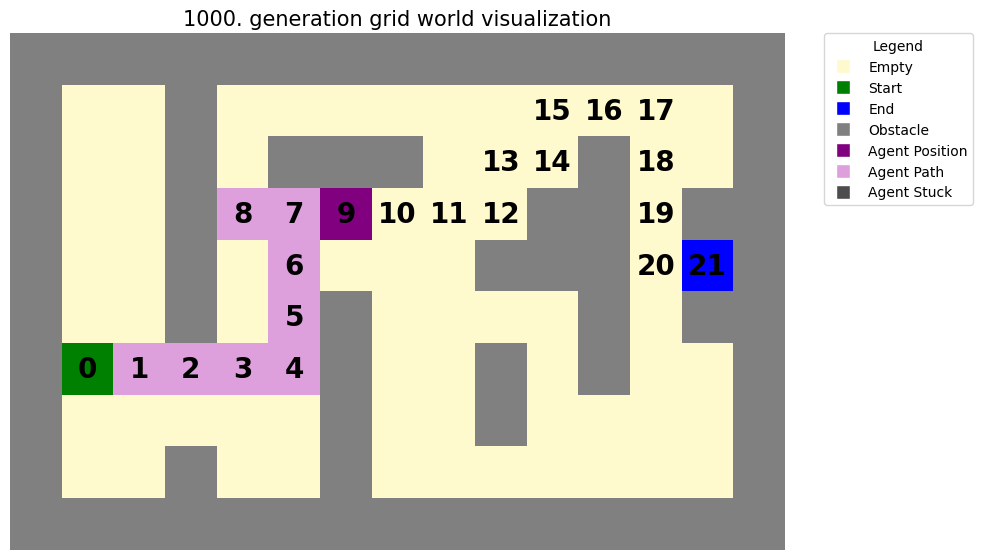 1000. generation grid world visualization
15 16 17
13 14 18
8 7 9 10 11 12 19
6 20 21
5
0 1 2 3 4
Legend
Empty
Start
End
Obstacle
Agent Position
Agent Path
Agent Stuck